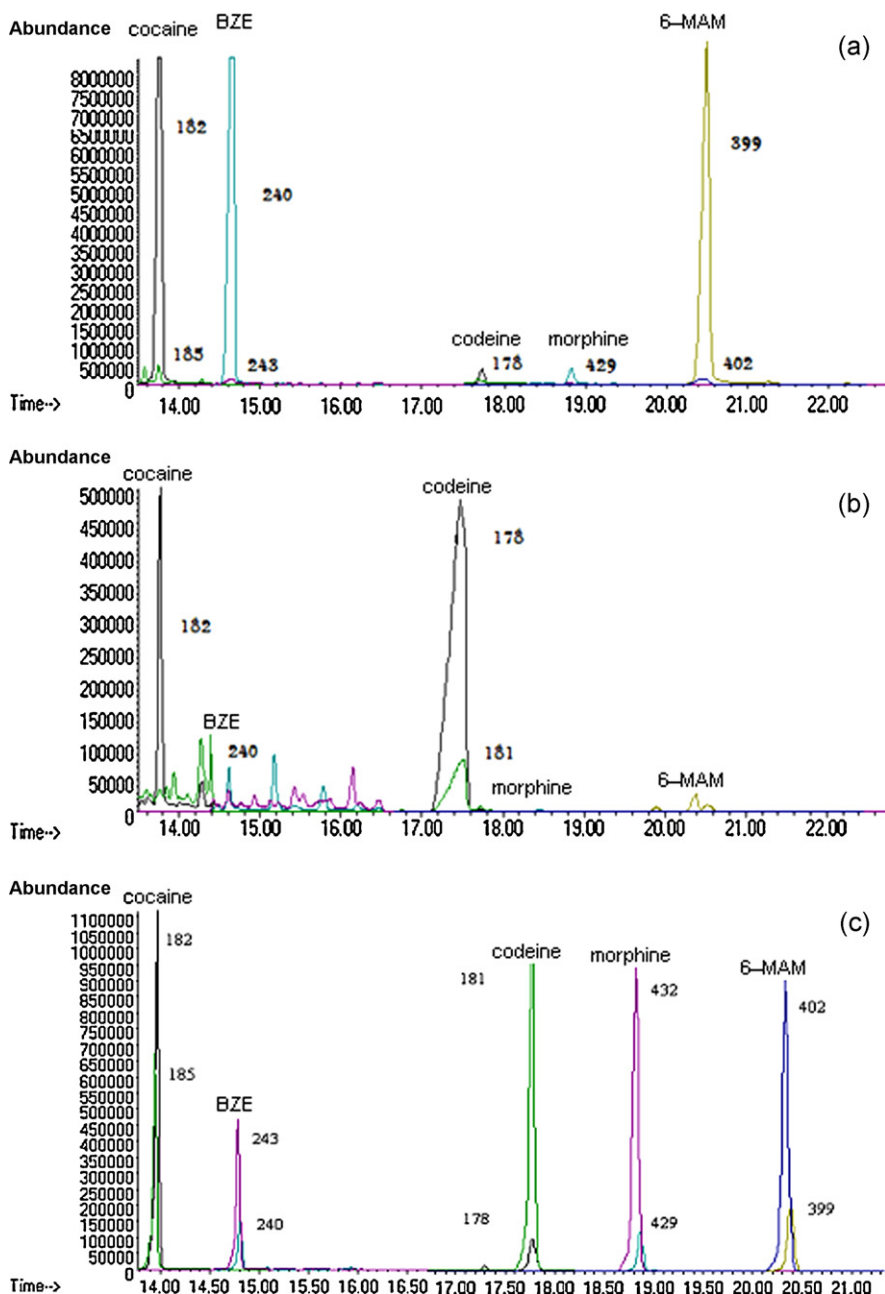 Abundance
cocaine
BZE
6–MAM
(a)
8000000
7500000
7000000
6500000
6000000
5500000
5000000
4500000
4000000
3500000
3000000
2500000
2000000
1500000
1000000
500000
0
182
240
399
185
243
codeine
178
morphine
429
402
14.00 15.00 16.00 17.00 18.00 19.00 20.00 21.00 22.00
Time-->
Abundance
cocaine
codeine
(b)
500000
450000
400000
350000
300000
250000
200000
150000
100000
50000
0
182
178
BZE
240
181
morphine
6–MAM
14.00 15.00 16.00 17.00 18.00 19.00 20.00 21.00 22.00
Time-->
Abundance
cocaine
(c)
1100000
1050000
1000000
950000
900000
850000
800000
750000
700000
650000
600000
550000
500000
450000
400000
350000
300000
250000
200000
150000
100000
50000
0
182
185
BZE
243
240
codeine
181
178
morphine
432
429
6–MAM
402
399
14.00 14.50 15.00 15.50 16.00 16.50 17.00 17.50 18.00 18.50 19.00 19.50 20.00 20.50 21.00
Time-->